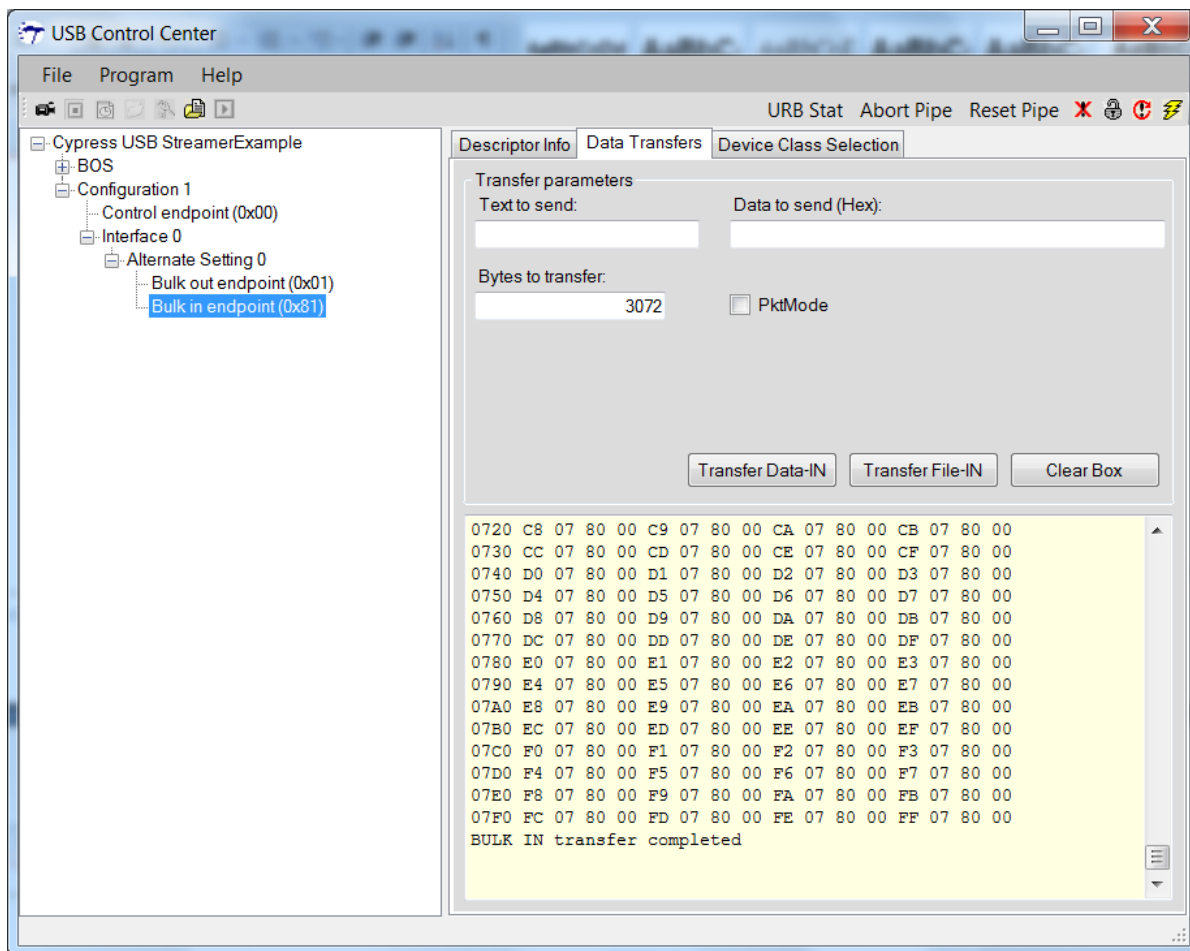 USB Control Center
File Program Help
URB Stat Abort Pipe Reset Pipe
Cypress USB StreamerExample
BOS
Configuration 1
Control endpoint (0x00)
Interface 0
Alternate Setting 0
Bulk out endpoint (0x01)
Bulk in endpoint (0x81)
Descriptor Info Data Transfers Device Class Selection
Transfer parameters
Text to send: Data to send (Hex):
Bytes to transfer:
3072 PktMode
Transfer Data-IN Transfer File-IN Clear Box
0720 C8 07 80 00 C9 07 80 00 CA 07 80 00 CB 07 80 00
0730 CC 07 80 00 CD 07 80 00 CE 07 80 00 CF 07 80 00
0740 D0 07 80 00 D1 07 80 00 D2 07 80 00 D3 07 80 00
0750 D4 07 80 00 D5 07 80 00 D6 07 80 00 D7 07 80 00
0760 D8 07 80 00 D9 07 80 00 DA 07 80 00 DB 07 80 00
0770 DC 07 80 00 DD 07 80 00 DE 07 80 00 DF 07 80 00
0780 E0 07 80 00 E1 07 80 00 E2 07 80 00 E3 07 80 00
0790 E4 07 80 00 E5 07 80 00 E6 07 80 00 E7 07 80 00
07A0 E8 07 80 00 E9 07 80 00 EA 07 80 00 EB 07 80 00
07B0 EC 07 80 00 ED 07 80 00 EE 07 80 00 EF 07 80 00
07C0 F0 07 80 00 F1 07 80 00 F2 07 80 00 F3 07 80 00
07D0 F4 07 80 00 F5 07 80 00 F6 07 80 00 F7 07 80 00
07E0 F8 07 80 00 F9 07 80 00 FA 07 80 00 FB 07 80 00
07F0 FC 07 80 00 FD 07 80 00 FE 07 80 00 FF 07 80 00
BULK IN transfer completed